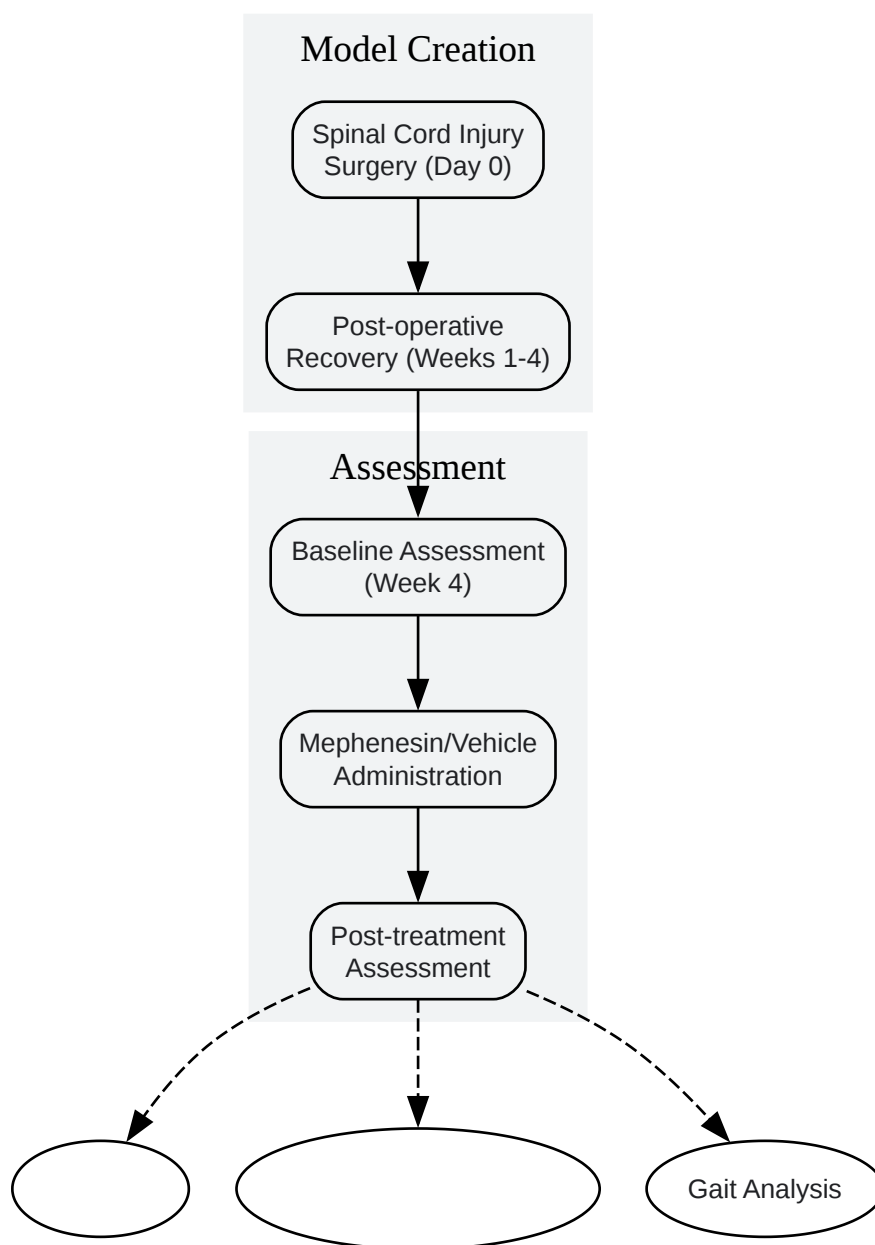 Model Creation
Spinal Cord Injury
Surgery (Day 0)
Post-operative
Recovery (Weeks 1-4)
Assessment
Baseline Assessment
(Week 4)
Mephenesin/Vehicle
Administration
Post-treatment
Assessment
Gait Analysis